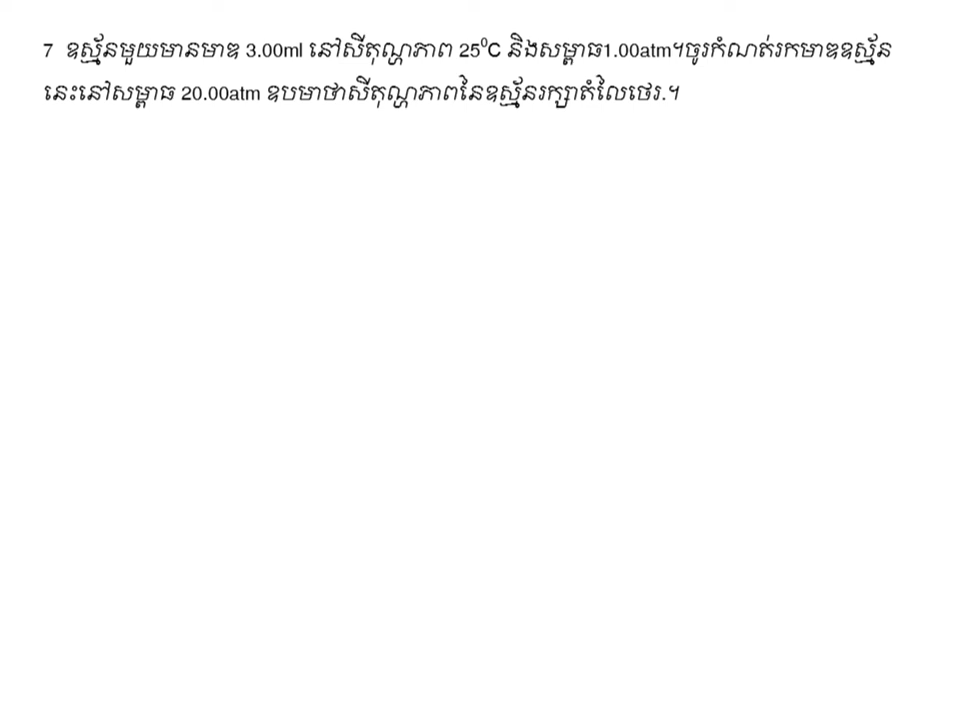 7 ឧស្ម័នមួយមានមាឌ 3.00ml នៅសីតុណ្ហភាព 25⁰C និងសម្ពាធ1.00atm។ចូរកំណត់រកមាឌឧស្ម័ន
នេះនៅសម្ពាធ 20.00atm ឧបមាថាសីតុណ្ហភាពនៃឧស្ម័នរក្សាតំលៃថេរ.។